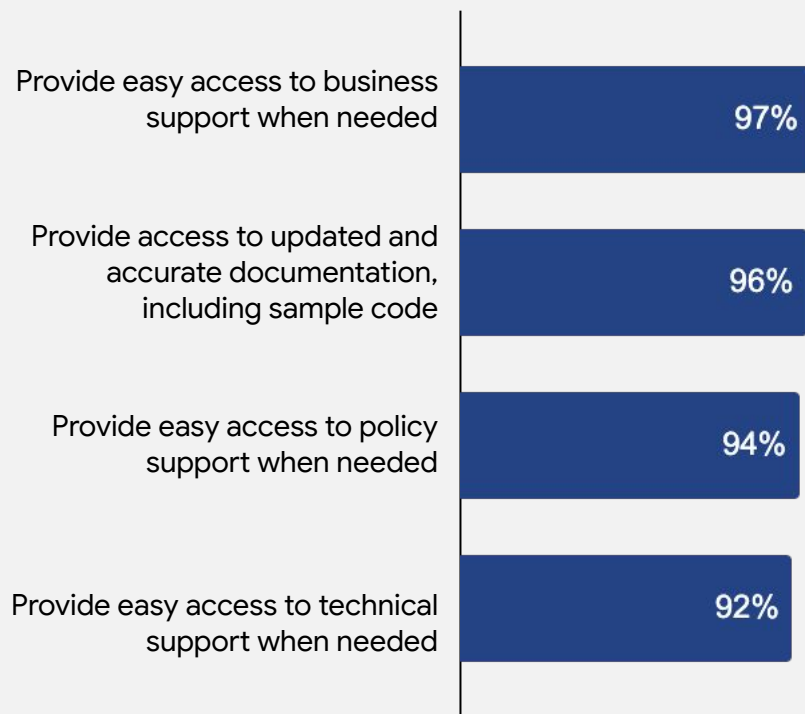 Provide easy access to business
support when needed
97%
Provide access to updated and
accurate documentation,
including sample code
96%
Provide easy access to policy
support when needed
94%
Provide easy access to technical
support when needed
92%